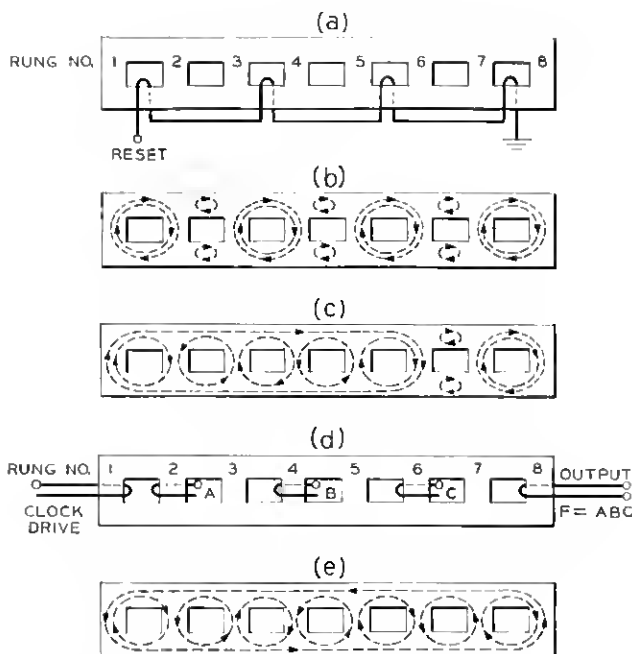 (a)
RUNG NO. 1 2 3 4 5 6 7 8
RESET
(b)
(c)
(d)
RUNG NO. 1 2 3 4 5 6 7 8 OUTPUT
A B C
CLOCK DRIVE F = ABC
(e)